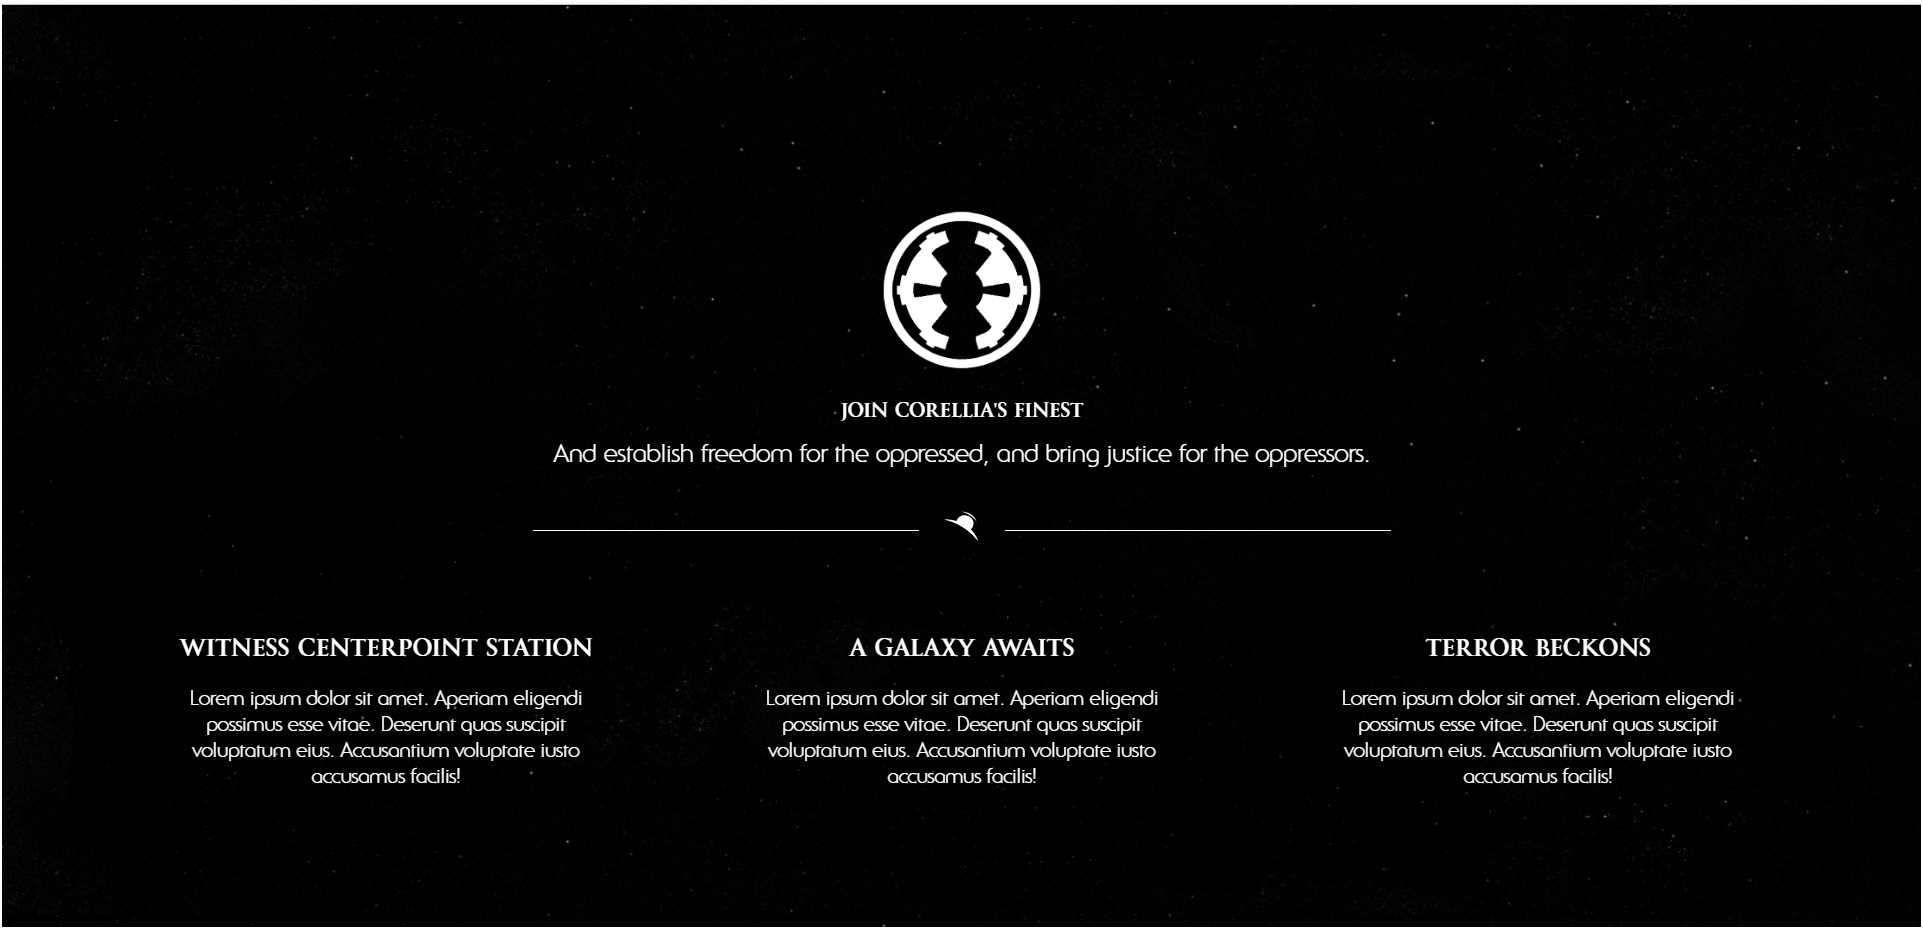 JOIN CORELLIA'S FINEST
And establish freedom for the oppressed, and bring justice for the oppressors.
WITNESS CENTERPOINT STATION
Lorem ipsum dolor sit amet. Aperiam eligendi
possimus esse vitae. Deserunt quas suscipit
voluptatum eius. Accusantium voluptate iusto
accusamus facilis!
A GALAXY AWAITS
Lorem ipsum dolor sit amet. Aperiam eligendi
possimus esse vitae. Deserunt quas suscipit
voluptatum eius. Accusantium voluptate iusto
accusamus facilis!
TERROR BECKONS
Lorem ipsum dolor sit amet. Aperiam eligendi
possimus esse vitae. Deserunt quas suscipit
voluptatum eius. Accusantium voluptate iusto
accusamus facilis!